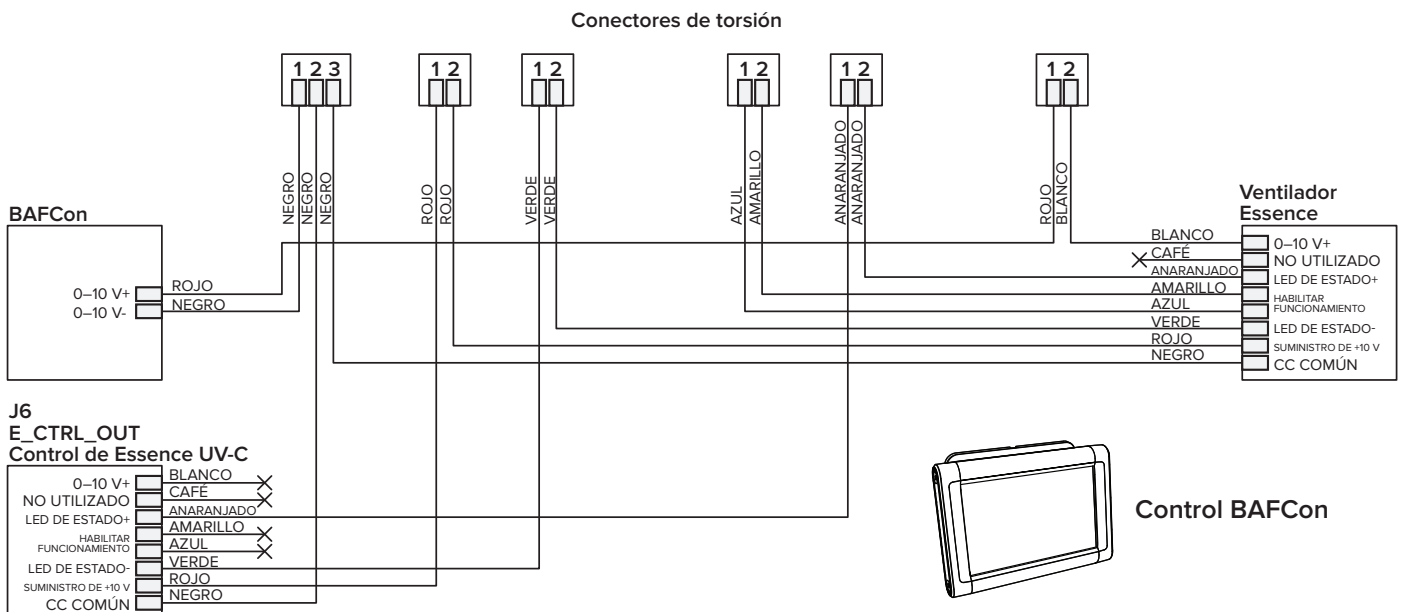 Conectores de torsión
1 2 3
1 2
1 2
1 2
1 2
1 2
NEGRO
NEGRO
NEGRO
ROJO
ROJO
VERDE
VERDE
AZUL
AMARILLO
ANARANJADO
ANARANJADO
ROJO
BLANCO
BAFCon
0–10 V+
ROJO
0–10 V-
NEGRO
Ventilador
Essence
BLANCO
0–10 V+
CAFÉ
NO UTILIZADO
ANARANJADO
LED DE ESTADO+
AMARILLO
HABILITAR
FUNCIONAMIENTO
AZUL
VERDE
LED DE ESTADO-
ROJO
SUMINISTRO DE +10 V
NEGRO
CC COMÚN
J6
E_CTRL_OUT
Control de Essence UV-C
0–10 V+
BLANCO
NO UTILIZADO
CAFÉ
LED DE ESTADO+
ANARANJADO
HABILITAR
FUNCIONAMIENTO
AMARILLO
AZUL
LED DE ESTADO-
VERDE
SUMINISTRO DE +10 V
ROJO
CC COMÚN
NEGRO
Control BAFCon